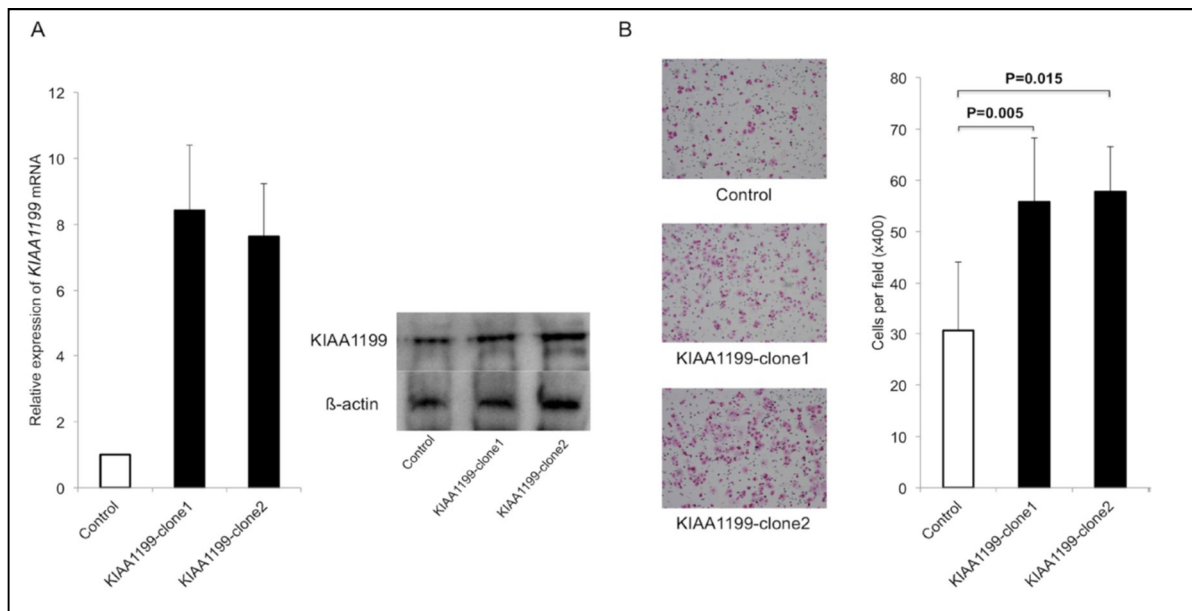 A
Relative expression of KIAA1199 mRNA
12
10
8
6
4
2
0
Control
KIAA1199-clone1
KIAA1199-clone2
KIAA1199
ß-actin
Control
KIAA1199-clone1
KIAA1199-clone2
B
Control
KIAA1199-clone1
KIAA1199-clone2
Cells per field (x400)
80
70
60
50
40
30
20
10
0
P=0.015
P=0.005
Control
KIAA1199-clone1
KIAA1199-clone2